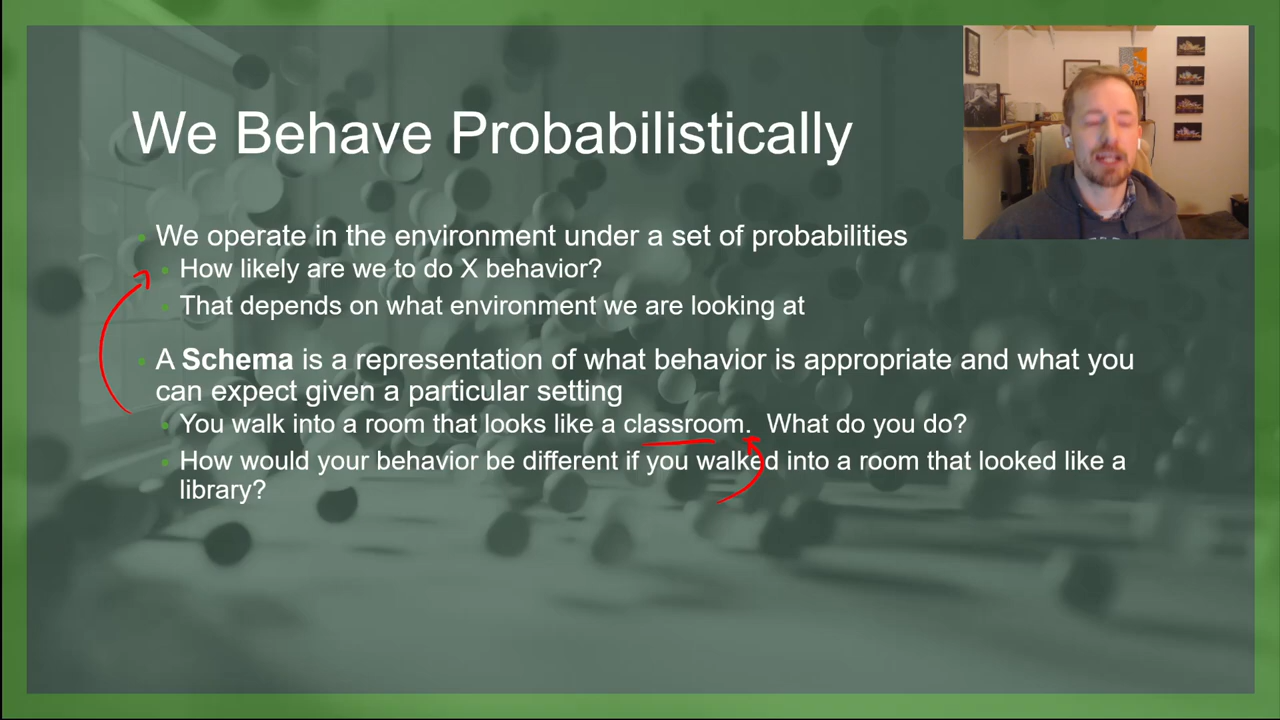 We Behave Probabilistically
We operate in the environment under a set of probabilities
How likely are we to do X behavior?
That depends on what environment we are looking at
A Schema is a representation of what behavior is appropriate and what you
can expect given a particular setting
You walk into a room that looks like a classroom.  What do you do?
How would your behavior be different if you walked into a room that looked like a
library?